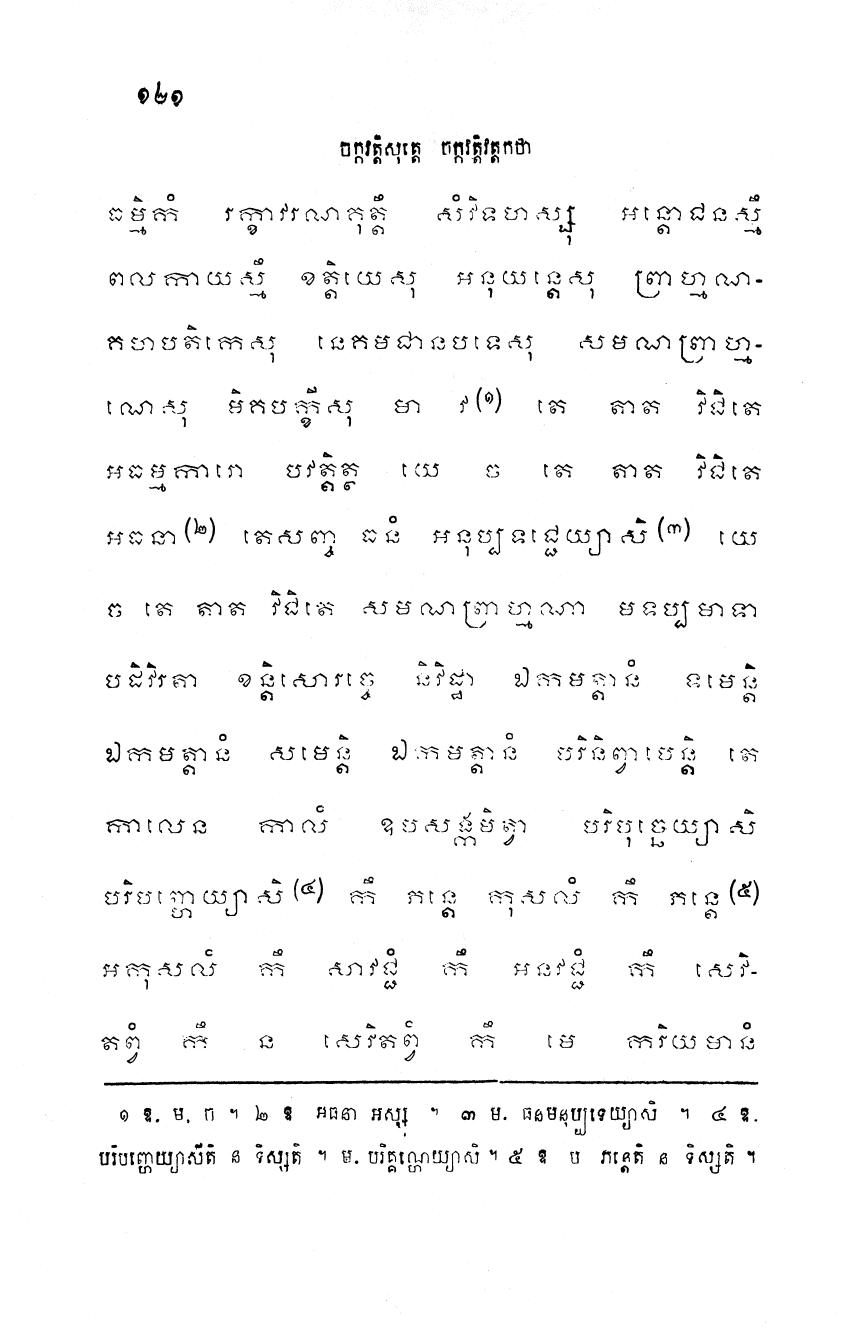 ១២១
ចក្កវត្តិសុត្តេ ចក្កវត្តិវត្តកថា
ធម្មិកំ រក្ខាវរណគុត្តឹ សំវិទហស្សុ អន្តោជនស្មឹ
ពលកាយស្មឹ ខត្តិយេសុ អនុយន្តេសុ ព្រាហ្មណ-
គហបតិកេសុ នេគមជានបទេសុ សមណព្រាហ្ម-
ណេសុ មិគបក្ខីសុ មា វ(១) តេ តាត វិជិតេ
អធម្មការោ បវត្តិត្ថ យេ ច តេ តាត វិជិតេ
អធនា(២) តេសញ្ច ធនំ អនុប្បទជ្ជេយ្យាសិ(៣) យេ
ច តេ តាត វិជិតេ សមណព្រាហ្មណា មទប្បមាទា
បដិវិរតា ខន្តិសោរច្ចេ និវិដ្ឋា ឯកមត្តានំ ទមេន្តិ
ឯកមត្តានំ សមេន្តិ ឯកមត្តានំ បរិនិព្វាបេន្តិ តេ
កាលេន កាលំ ឧបសង្កមិត្វា បរិបុច្ឆេយ្យាសិ
បរិបញ្ហេយ្យាសិ(៤) កឹ ភន្តេ កុសលំ កឹ ភន្តេ(៥)
អកុសលំ កឹ សាវជ្ជំ កឹ អនវជ្ជំ កឹ សេវិ-
តព្វំ កឹ ន សេវិតព្វំ កឹ មេ ករិយមានំ
១ ឱ. ម. ច ។ ២ ឱ អធនា អស្សុ ។ ៣ ម. ធនមនុប្បទេយ្យាសិ ។ ៤ ឱ.
បរិបញ្ហេយ្យាសីតិ ន ទិស្សតិ ។ ម. បរិគ្គណ្ហេយ្យាសិ ។ ៥ ឱ ប ភន្តេតិ ន ទិស្សតិ ។